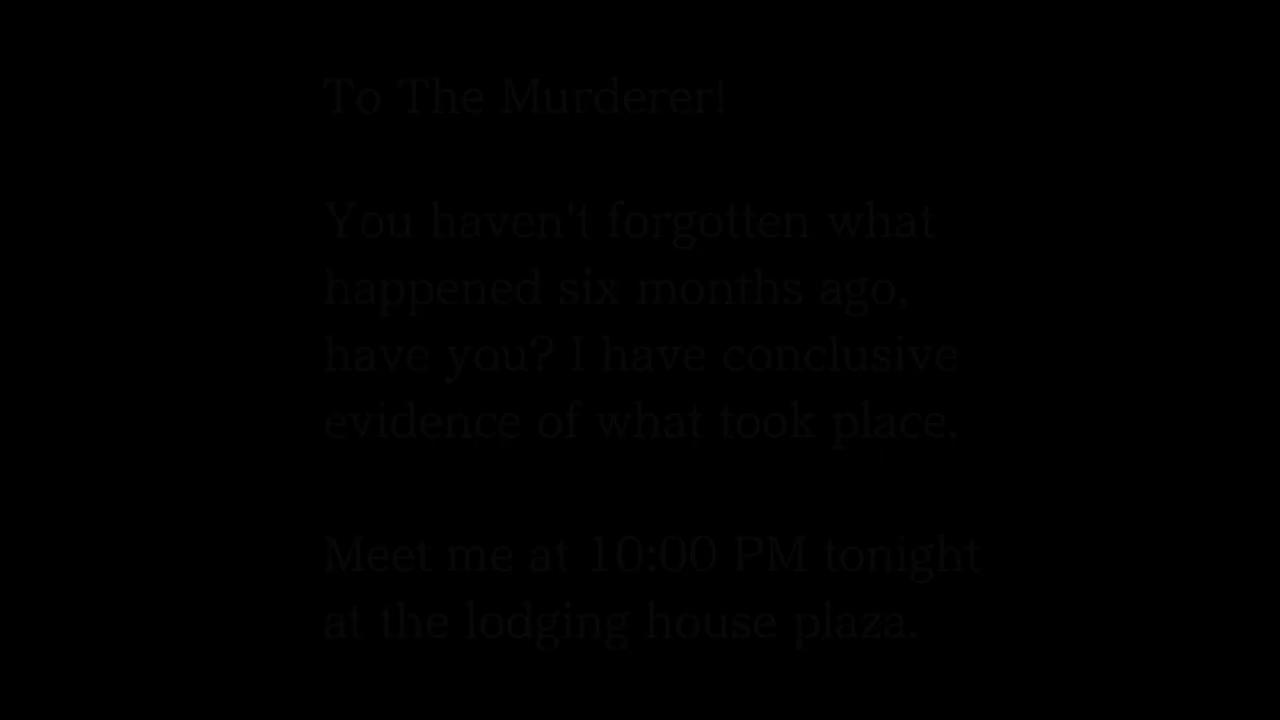 To The Murderer!
You haven't forgotten what
happened six months ago,
have you? I have conclusive
evidence of what took place.
Meet me at 10:00 PM tonight
at the lodging house plaza.